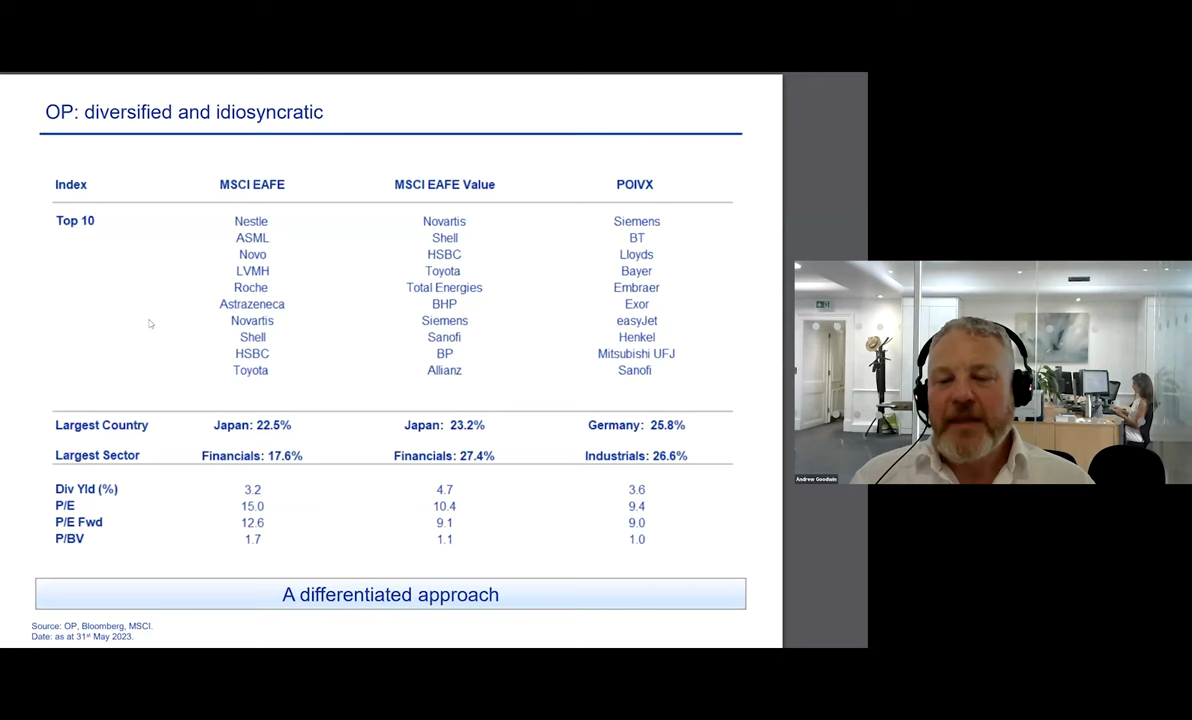 OP: diversified and idiosyncratic
Index MSCI EAFE MSCI EAFE Value POIVX
Top 10 Nestle Novartis Siemens
ASML Shell BT
Novo HSBC Lloyds
LVMH Toyota Bayer
Roche Total Energies Embraer
Astrazeneca BHP Exor
Novartis Siemens easyJet
Shell Sanofi Henkel
HSBC BP Mitsubishi UFJ
Toyota Allianz Sanofi
Largest Country Japan: 22.5% Japan: 23.2% Germany: 25.8%
Largest Sector Financials: 17.6% Financials: 27.4% Industrials: 26.6%
Div Yld (%) 3.2 4.7 3.6
P/E 15.0 10.4 9.4
P/E Fwd 12.6 9.1 9.0
P/BV 1.7 1.1 1.0
A differentiated approach
Source: OP, Bloomberg, MSCI.
Date: as at 31st May 2023.
Andrew Goodwin